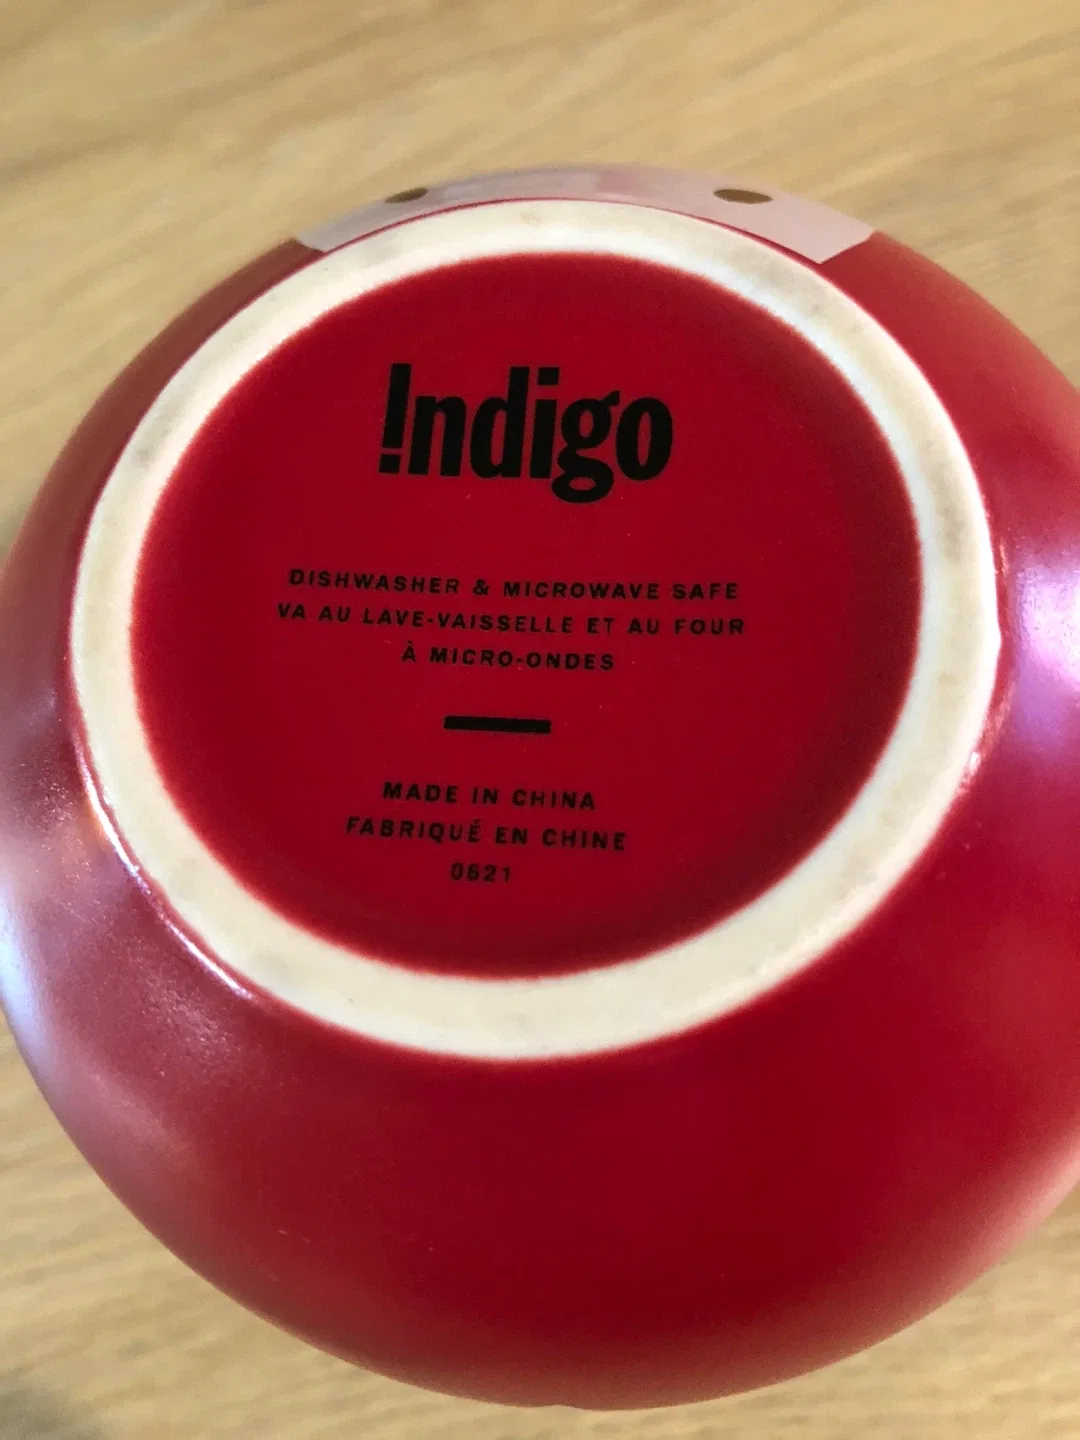 !ndigo
DISHWASHER & MICROWAVE SAFE
VA AU LAVE-VAISSELLE ET AU FOUR
À MICRO-ONDES
MADE IN CHINA
FABRIQUÉ EN CHINE
0621